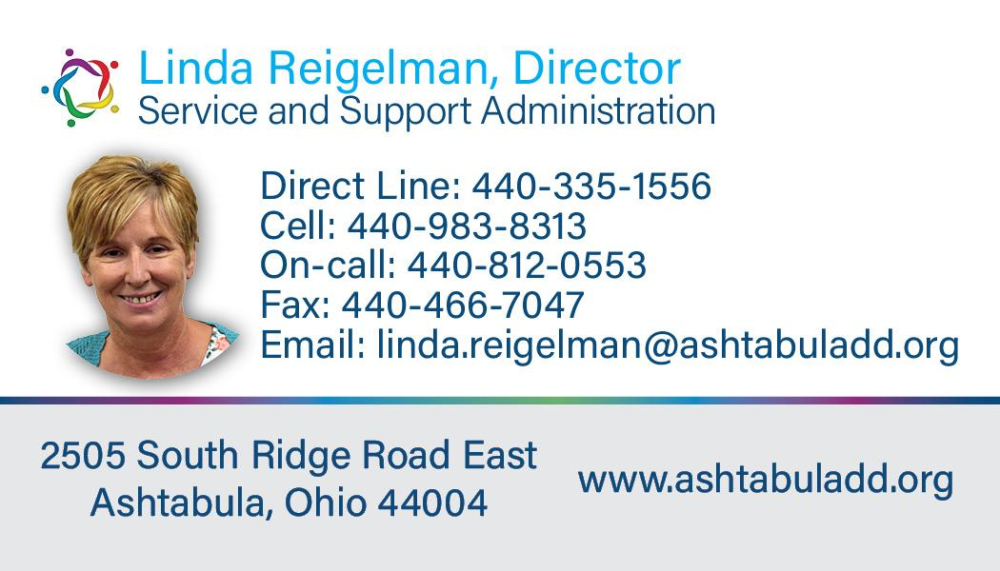 Linda Reigelman, Director
Service and Support Administration
Direct Line: 440-335-1556
Cell: 440-983-8313
On-call: 440-812-0553
Fax: 440-466-7047
Email: linda.reigelman@ashtabuladd.org
2505 South Ridge Road East
Ashtabula, Ohio 44004
www.ashtabuladd.org